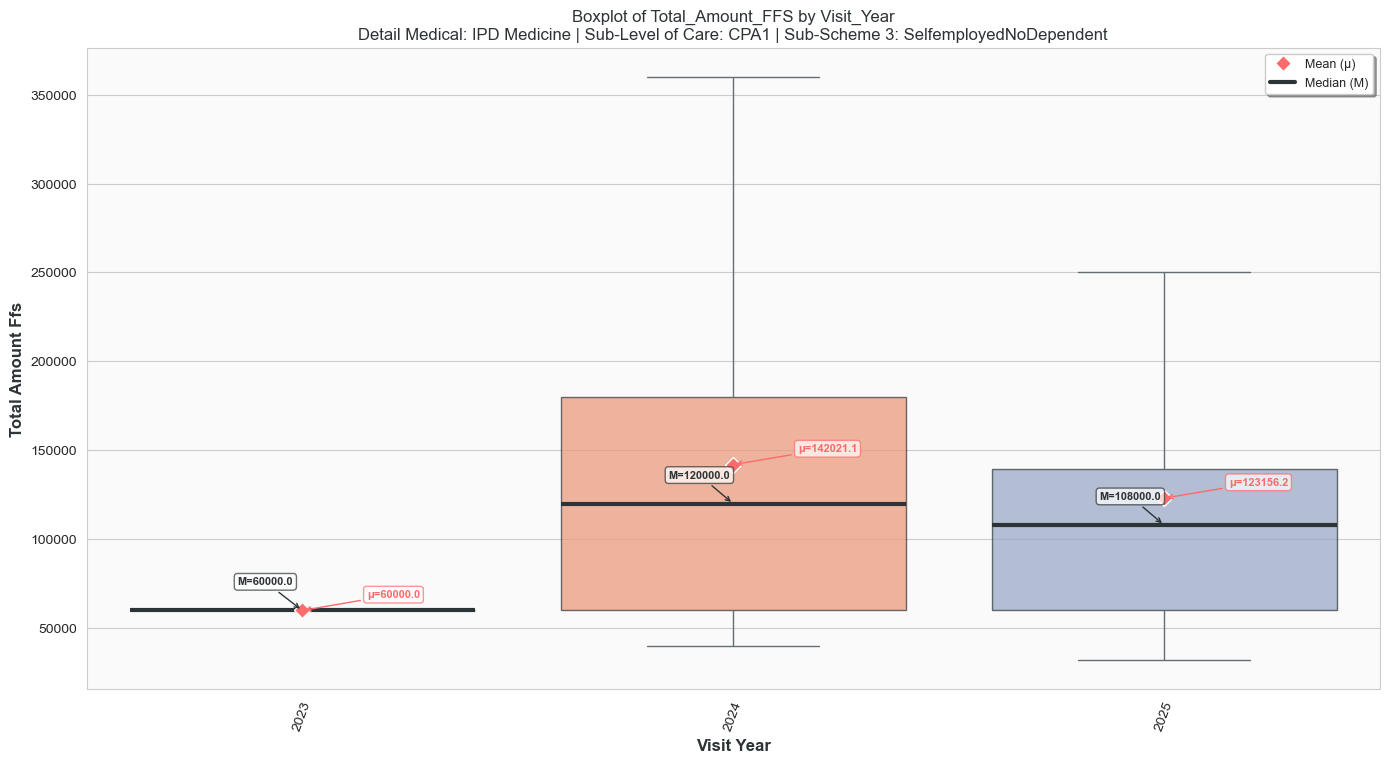 Boxplot of Total_Amount_FFS by Visit_Year
Detail Medical: IPD Medicine | Sub-Level of Care: CPA1 | Sub-Scheme 3: SelfemployedNoDependent
Mean (μ)
Median (M)
Total Amount Ffs
350000
300000
250000
200000
150000
100000
50000
M=60000.0
μ=60000.0
M=120000.0
μ=142021.1
M=108000.0
μ=123156.2
2023
2024
2025
Visit Year